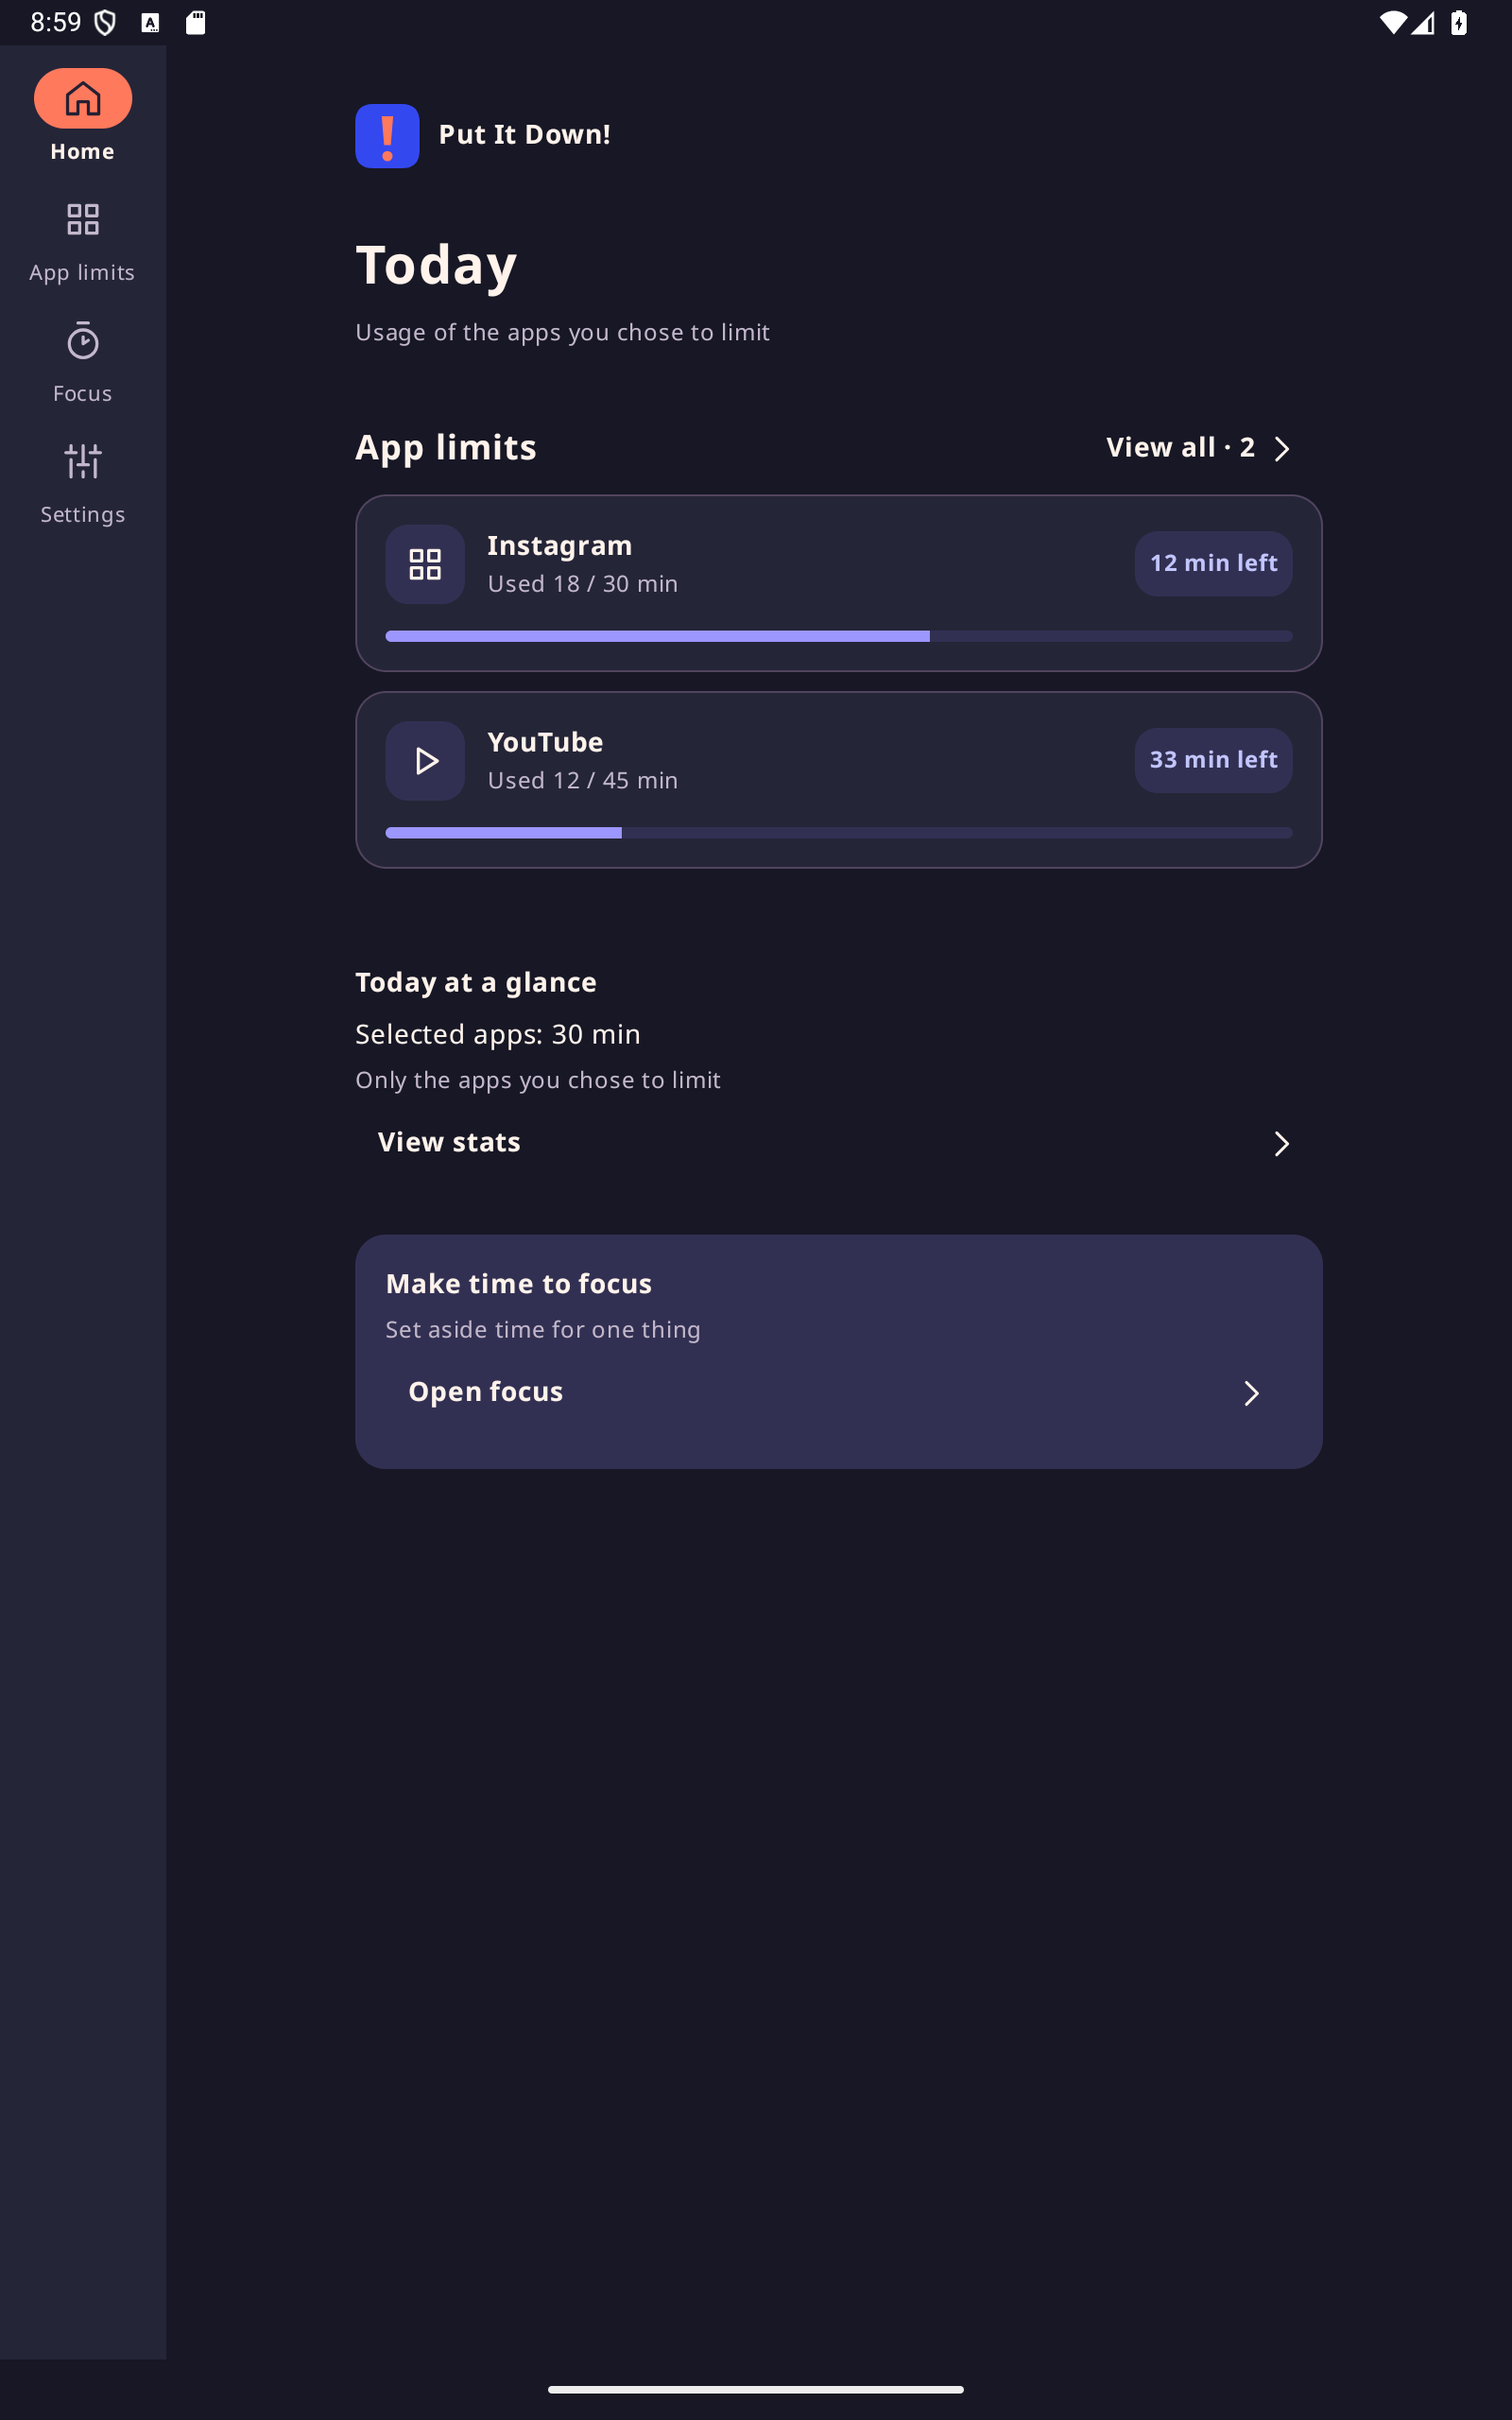 8:59
Home
App limits
Focus
Settings
Put It Down!
Today
Usage of the apps you chose to limit
App limits
View all · 2
Instagram
Used 18 / 30 min
12 min left
YouTube
Used 12 / 45 min
33 min left
Today at a glance
Selected apps: 30 min
Only the apps you chose to limit
View stats
Make time to focus
Set aside time for one thing
Open focus